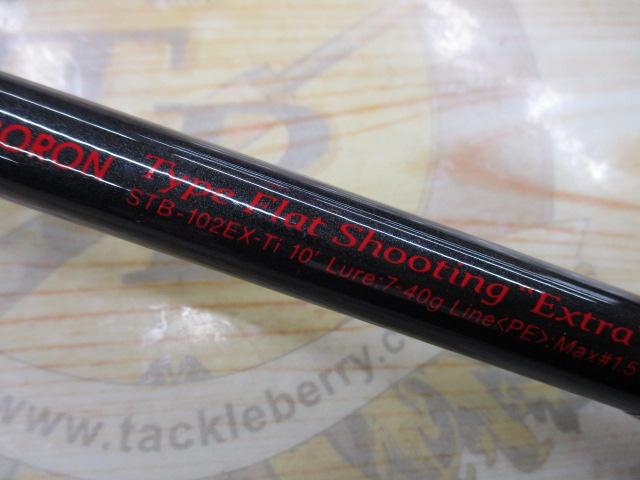 ORON Type Flat Shooting "Extra
STB-102EX-Ti 10' Lure:7-40g Line<PE>:Max#1.5
www.tackleberry.c